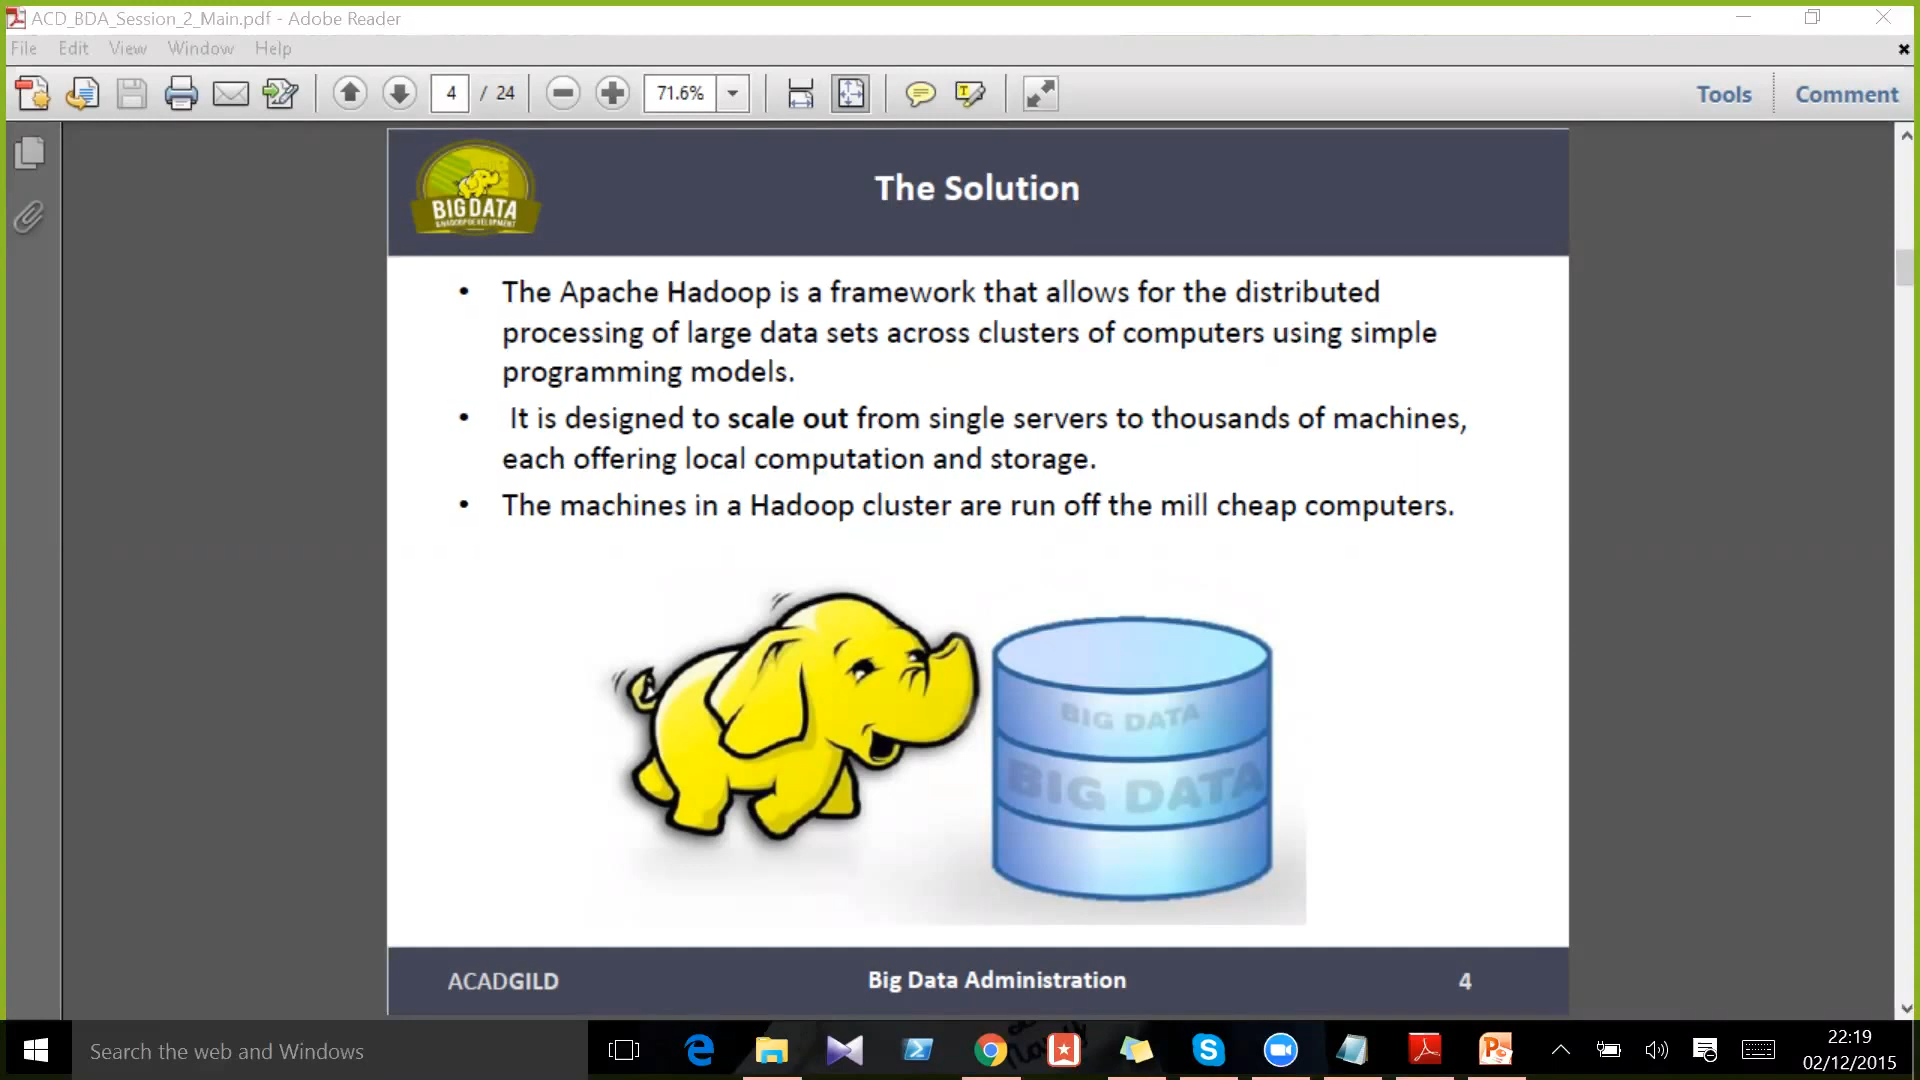 ACD_BDA_Session_2_Main.pdf - Adobe Reader
File Edit View Window Help
4 / 24 71.6% Tools Comment
BIG DATA
& HADOOP DEVELOPMENT
The Solution
• The Apache Hadoop is a framework that allows for the distributed
processing of large data sets across clusters of computers using simple
programming models.
• It is designed to scale out from single servers to thousands of machines,
each offering local computation and storage.
• The machines in a Hadoop cluster are run off the mill cheap computers.
BIG DATA
BIG DATA
ACADGILD Big Data Administration 4
Search the web and Windows
22:19
02/12/2015